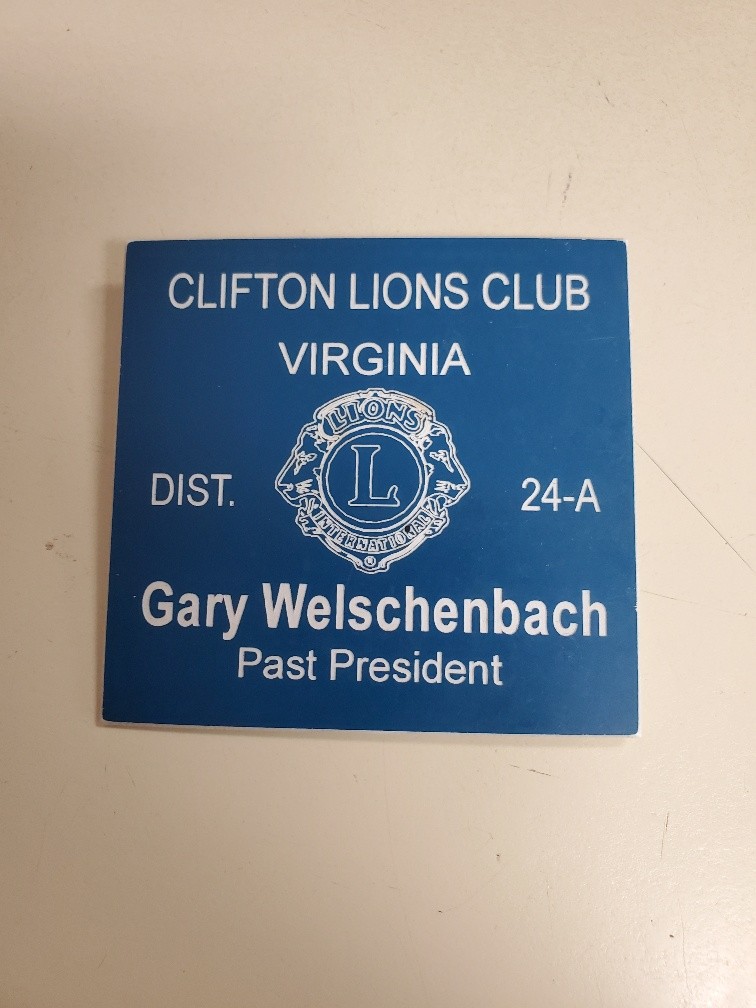 CLIFTON LIONS CLUB
VIRGINIA
LIONS
L
DIST. 24-A
INTERNATIONAL
®
Gary Welschenbach
Past President